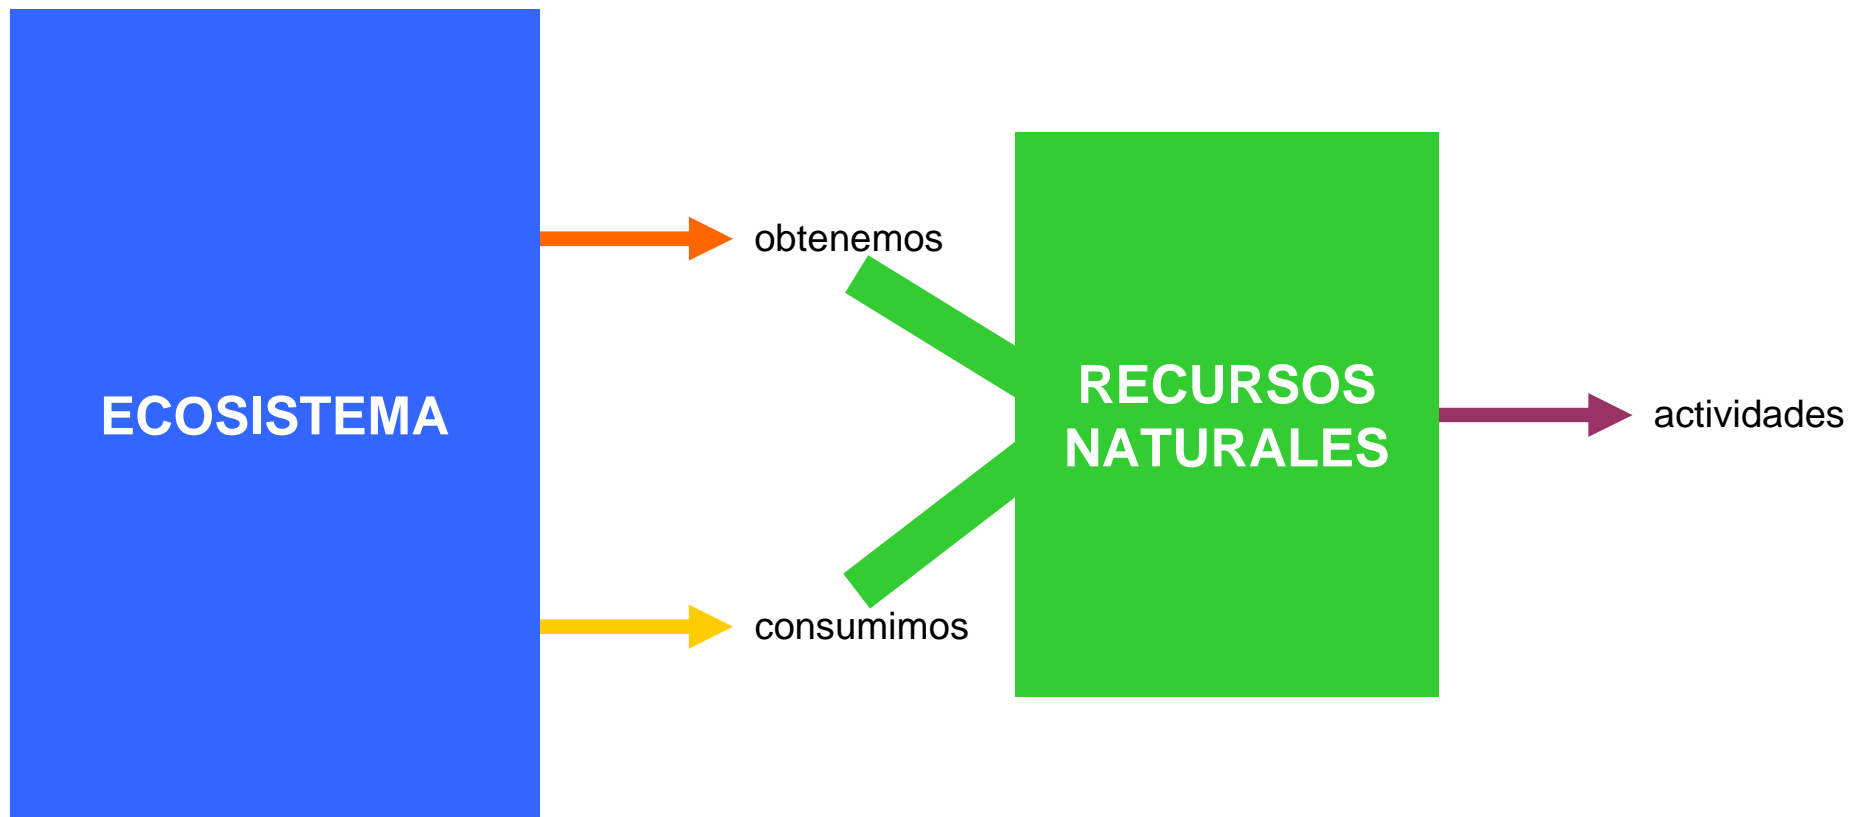 ECOSISTEMA
obtenemos
consumimos
RECURSOS
NATURALES
actividades